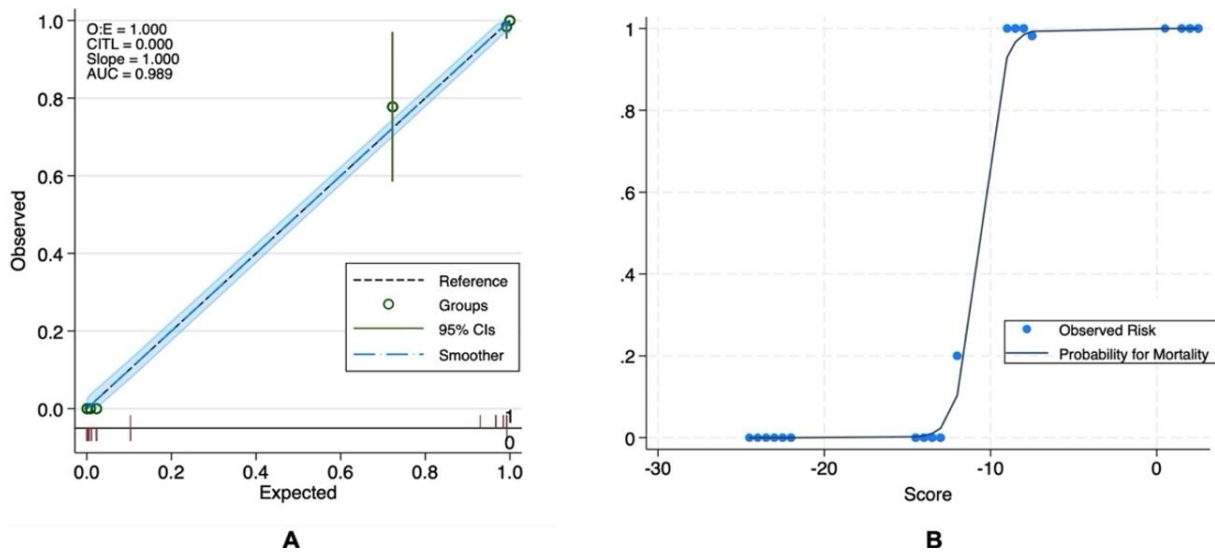 O:E = 1.000
CITL = 0.000
Slope = 1.000
AUC = 0.989
1.0
0.8
0.6
0.4
0.2
0.0
Observed
Reference
Groups
95% CIs
Smoother
1
0
0.0 0.2 0.4 0.6 0.8 1.0
Expected
A
1
.8
.6
.4
.2
0
Observed Risk
Probability for Mortality
-30 -20 -10 0
Score
B